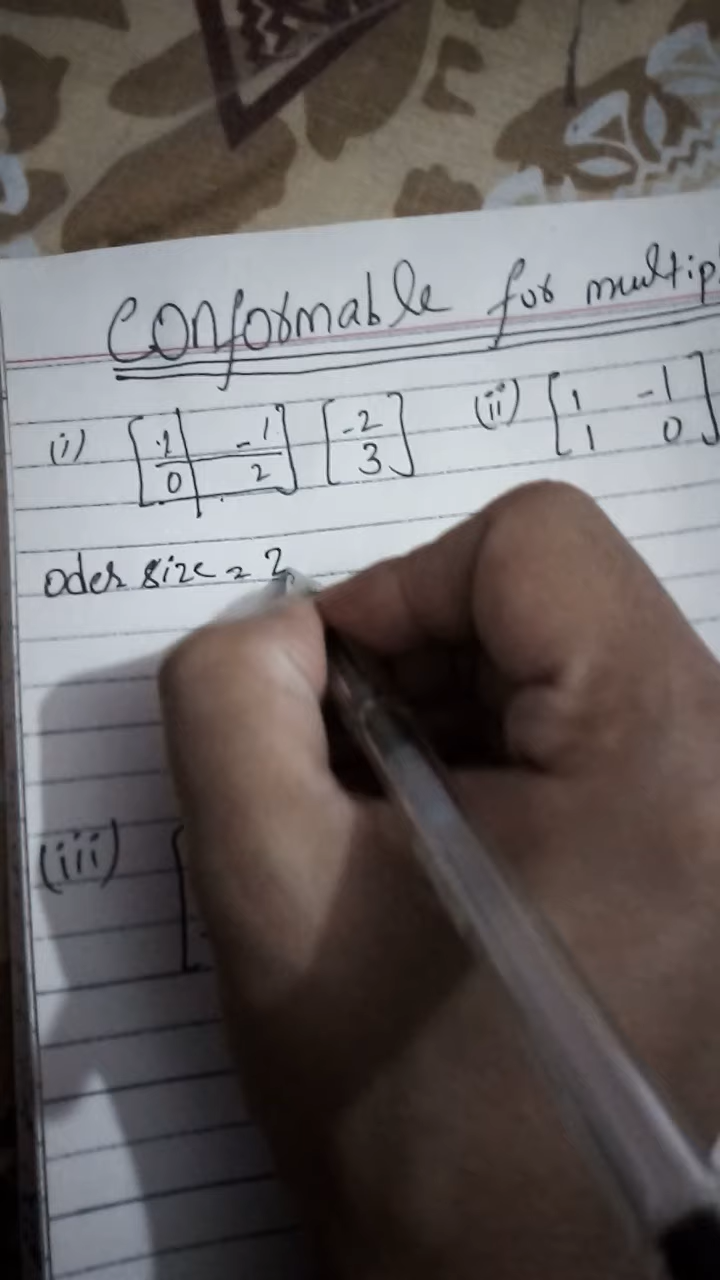 Conformable for multip
(i) [1 -1 0 2] [-2 3] (ii) [1 -1 1 0]
oder size = 2
(iii) [